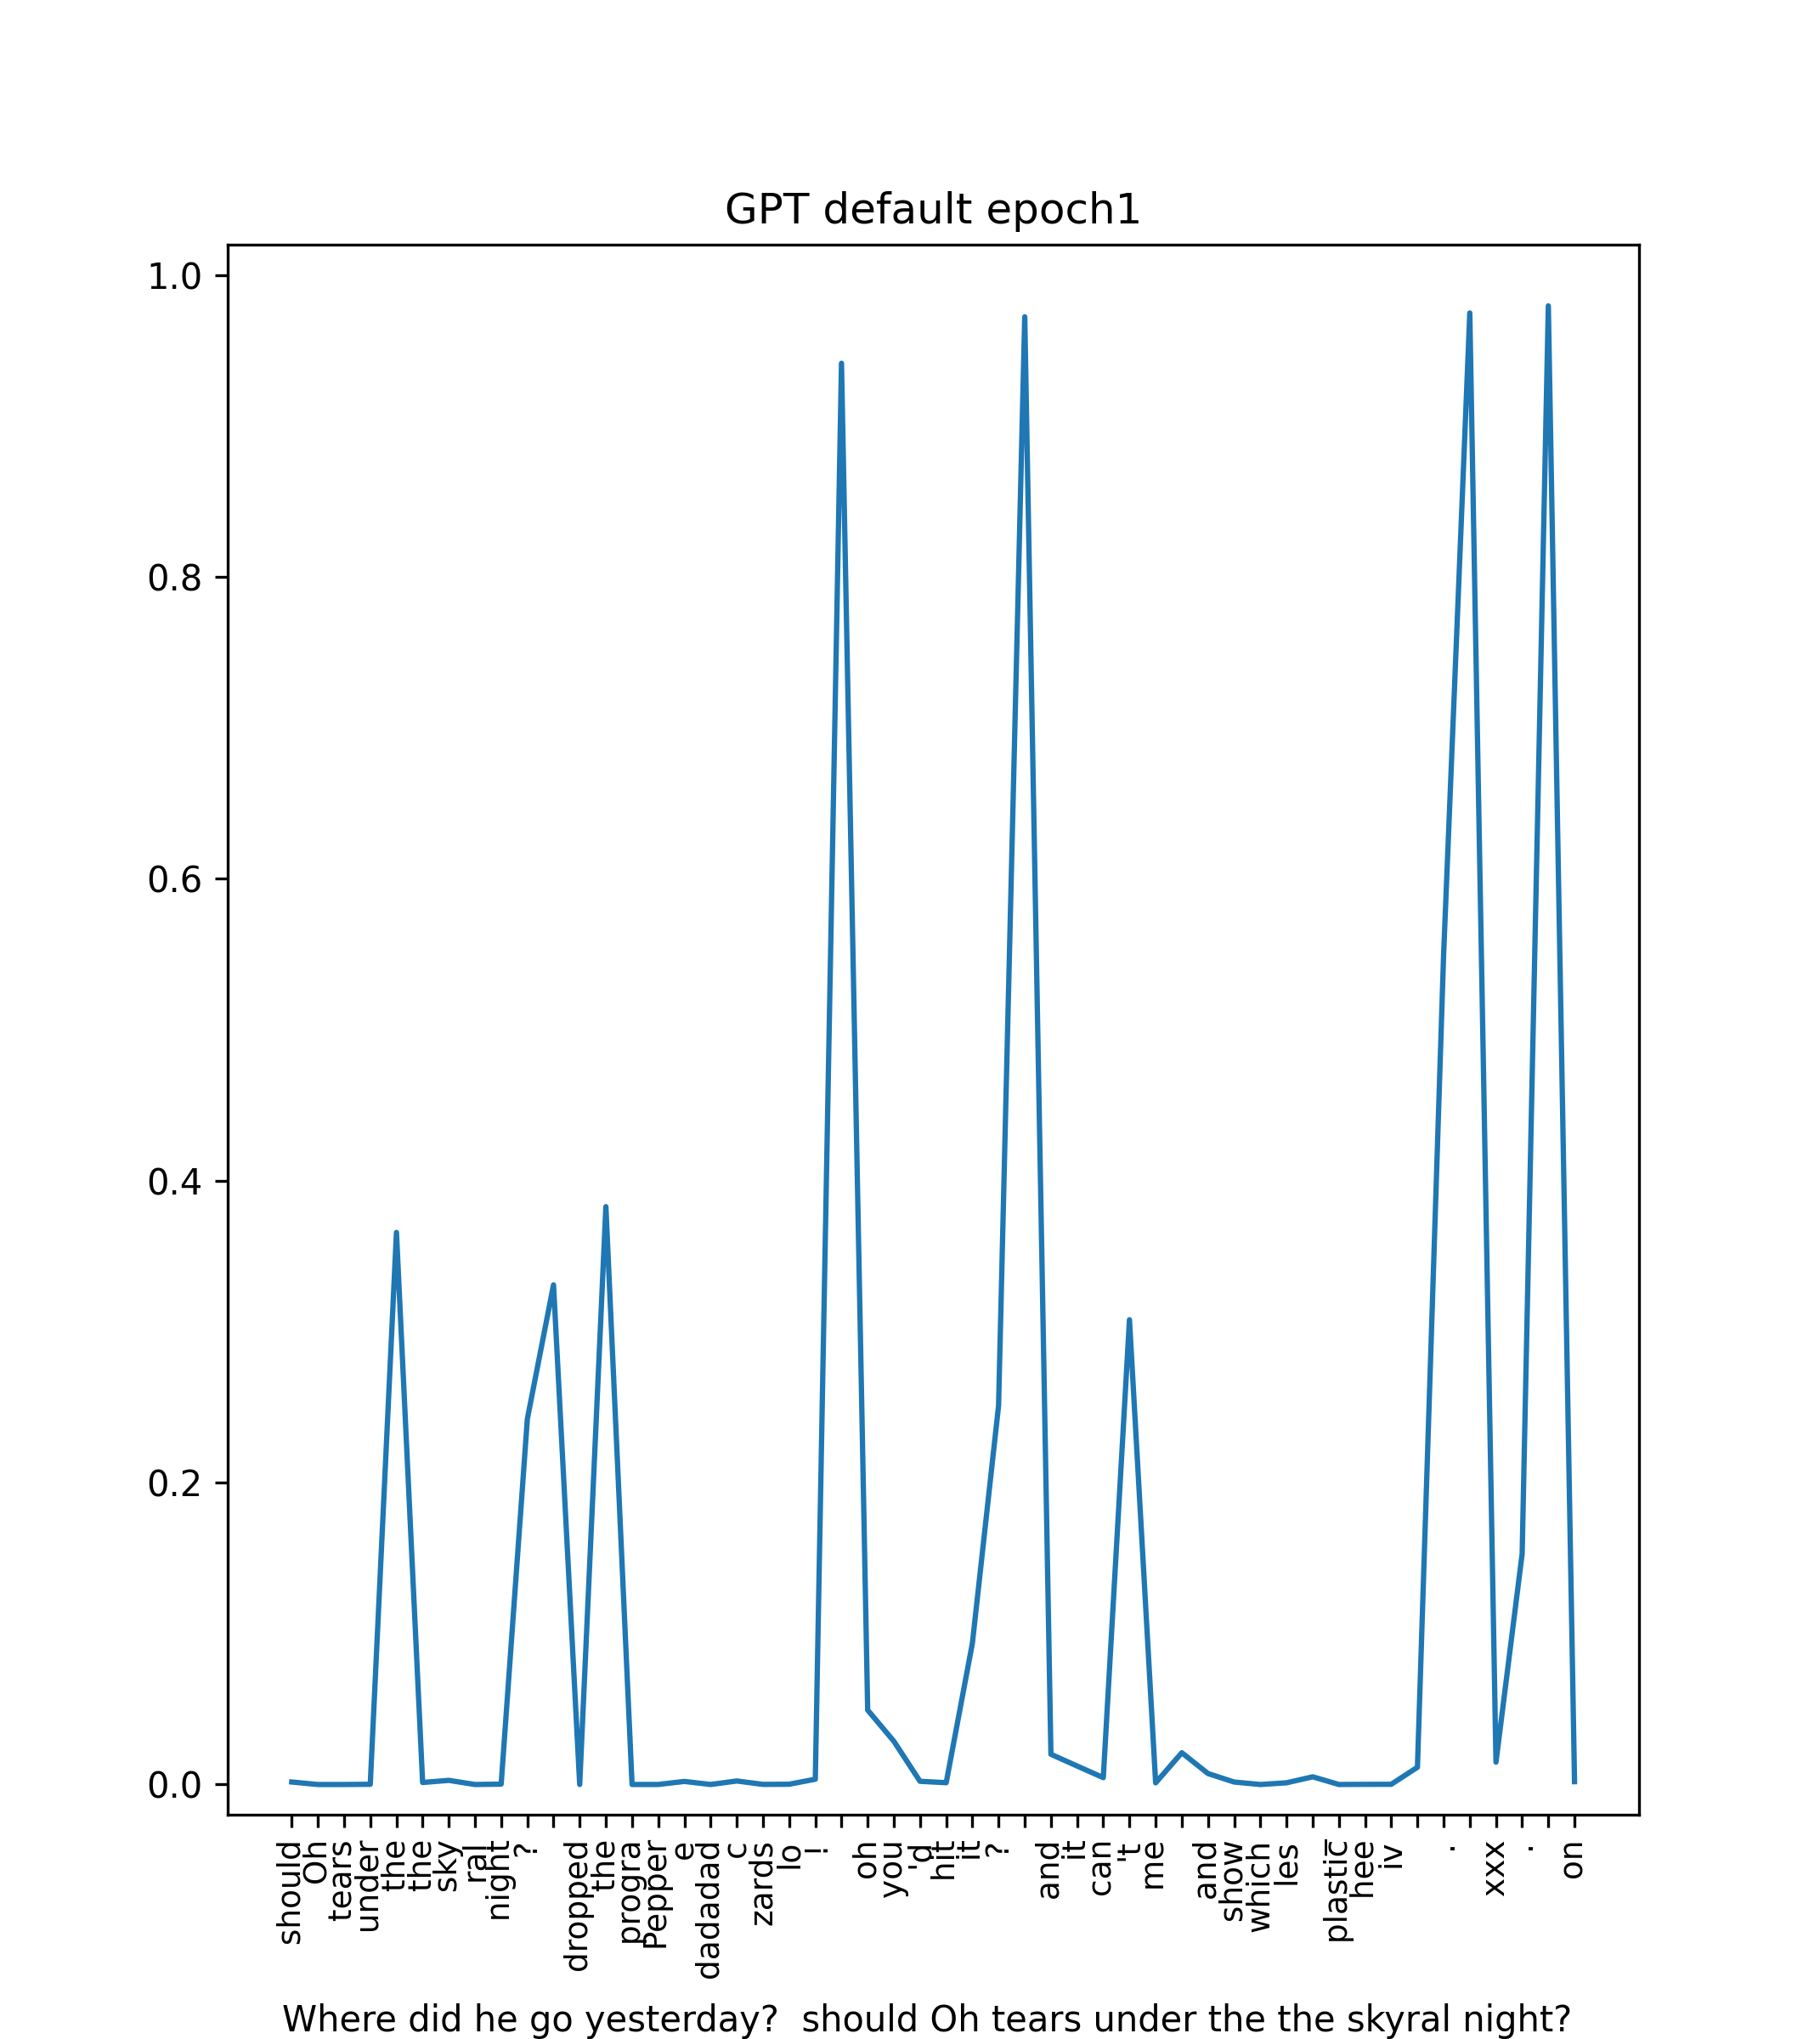 GPT default epoch1
1.0
0.8
0.6
0.4
0.2
0.0
should
Oh
tears
under
the
the
sky
ral
night
?
dropped
the
progra
Pepper
e
dadadad
c
zards
lo
!
oh
you
'd
hit
it
?
and
it
can
't
me
and
show
which
les
_
plastic
hee
iv
.
xxx
.
on
Where did he go yesterday?  should Oh tears under the the skyral night?